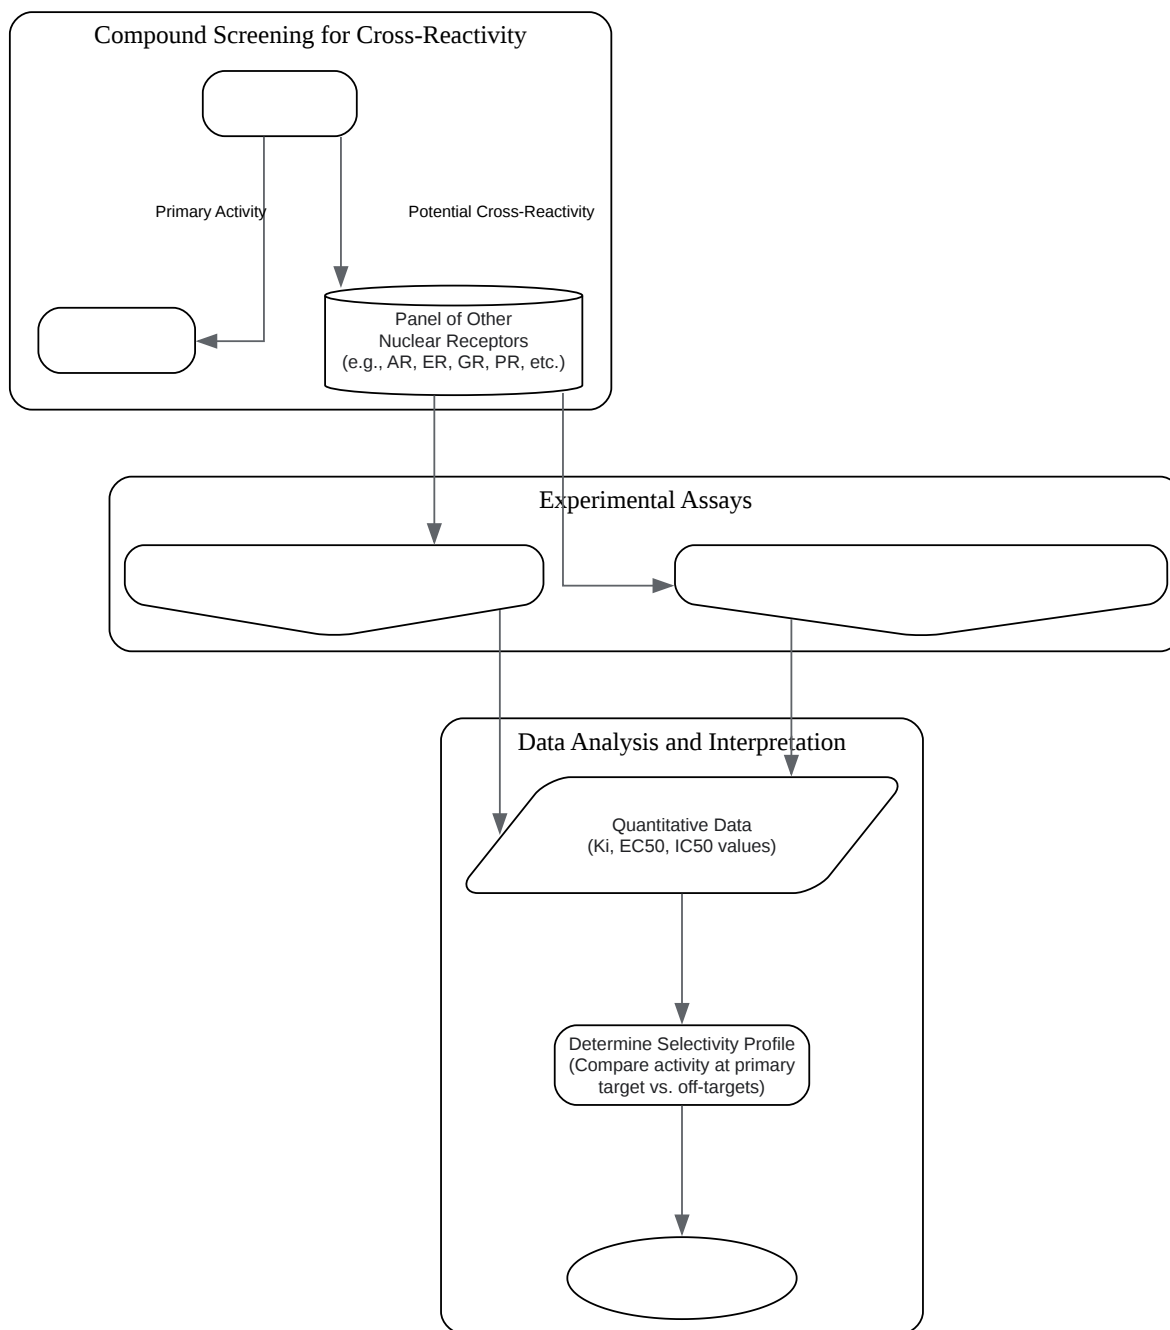 Compound Screening for Cross-Reactivity
Primary Activity
Potential Cross-Reactivity
Panel of Other
Nuclear Receptors
(e.g., AR, ER, GR, PR, etc.)
Experimental Assays
Data Analysis and Interpretation
Quantitative Data
(Ki, EC50, IC50 values)
Determine Selectivity Profile
(Compare activity at primary
target vs. off-targets)